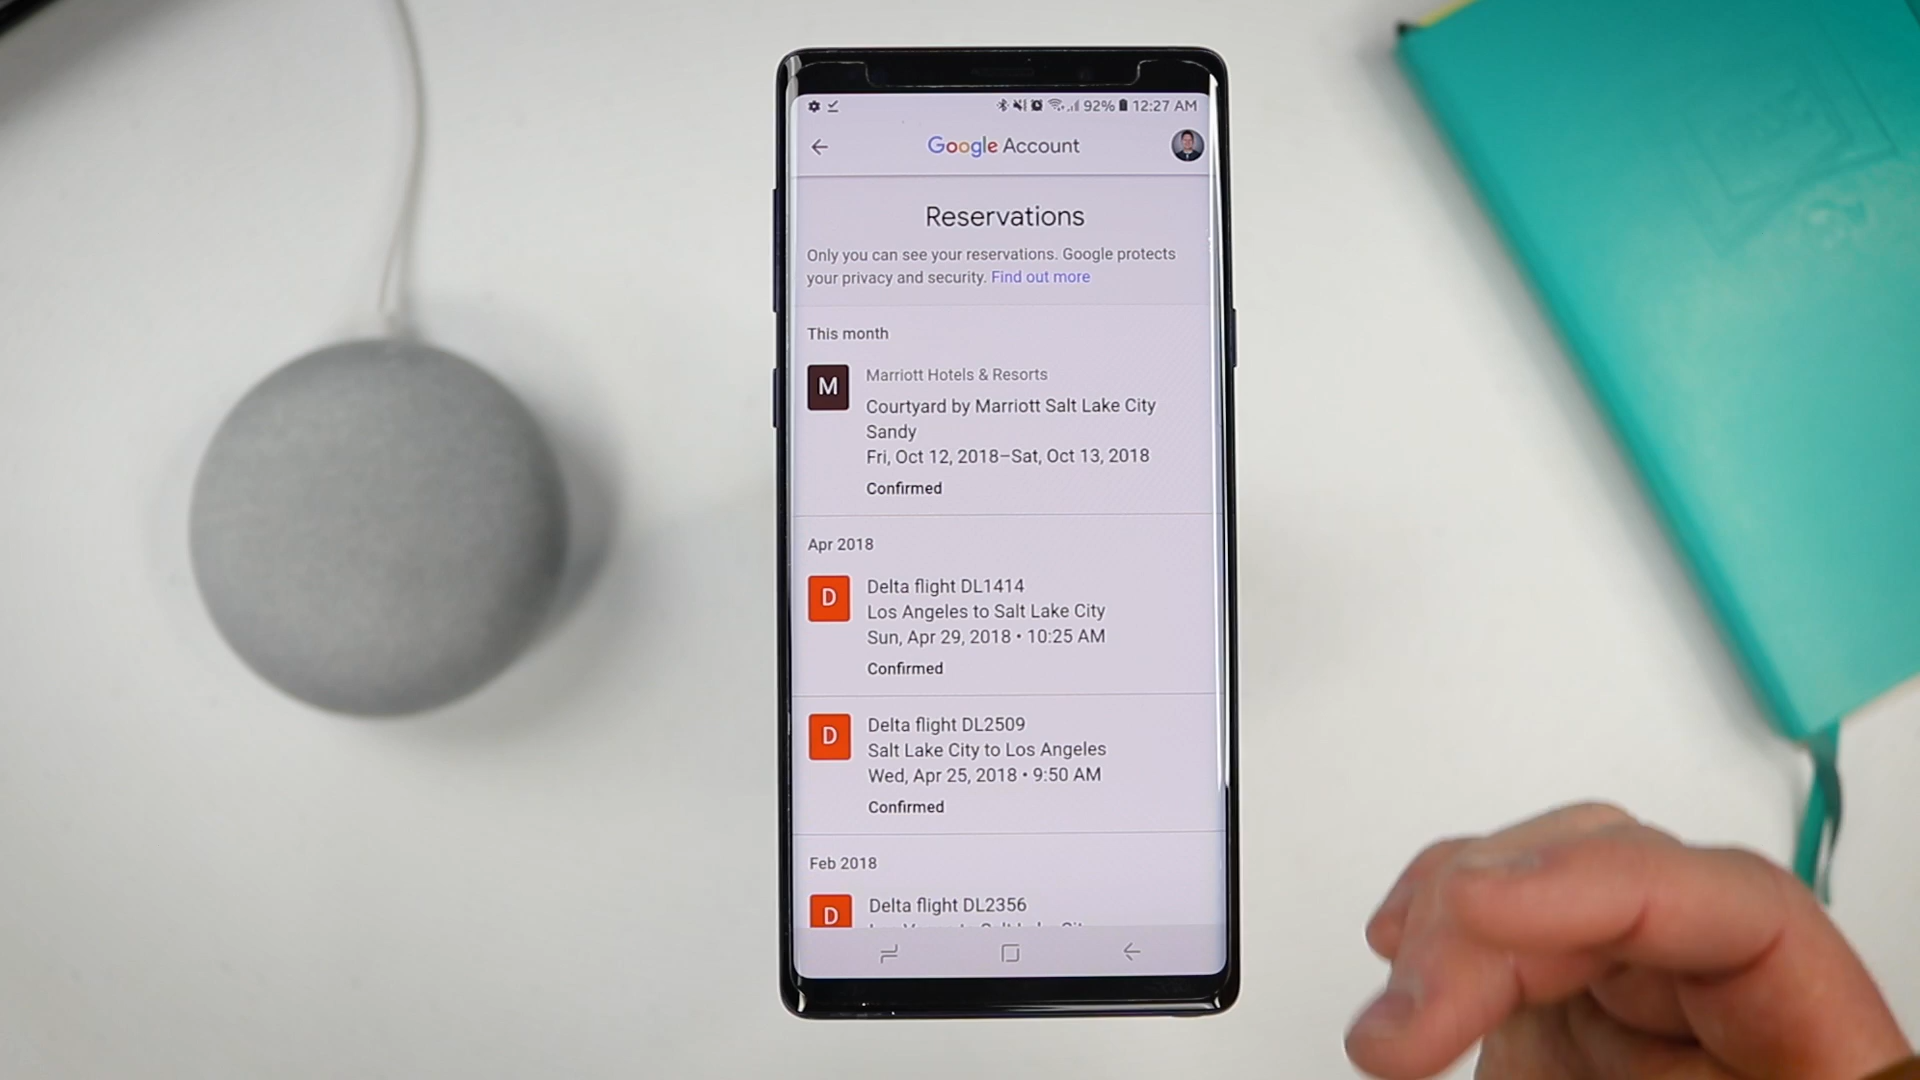 92% 12:27 AM
Google Account
Reservations
Only you can see your reservations. Google protects
your privacy and security. Find out more
This month
M
Marriott Hotels & Resorts
Courtyard by Marriott Salt Lake City
Sandy
Fri, Oct 12, 2018–Sat, Oct 13, 2018
Confirmed
Apr 2018
D
Delta flight DL1414
Los Angeles to Salt Lake City
Sun, Apr 29, 2018 • 10:25 AM
Confirmed
D
Delta flight DL2509
Salt Lake City to Los Angeles
Wed, Apr 25, 2018 • 9:50 AM
Confirmed
Feb 2018
D
Delta flight DL2356